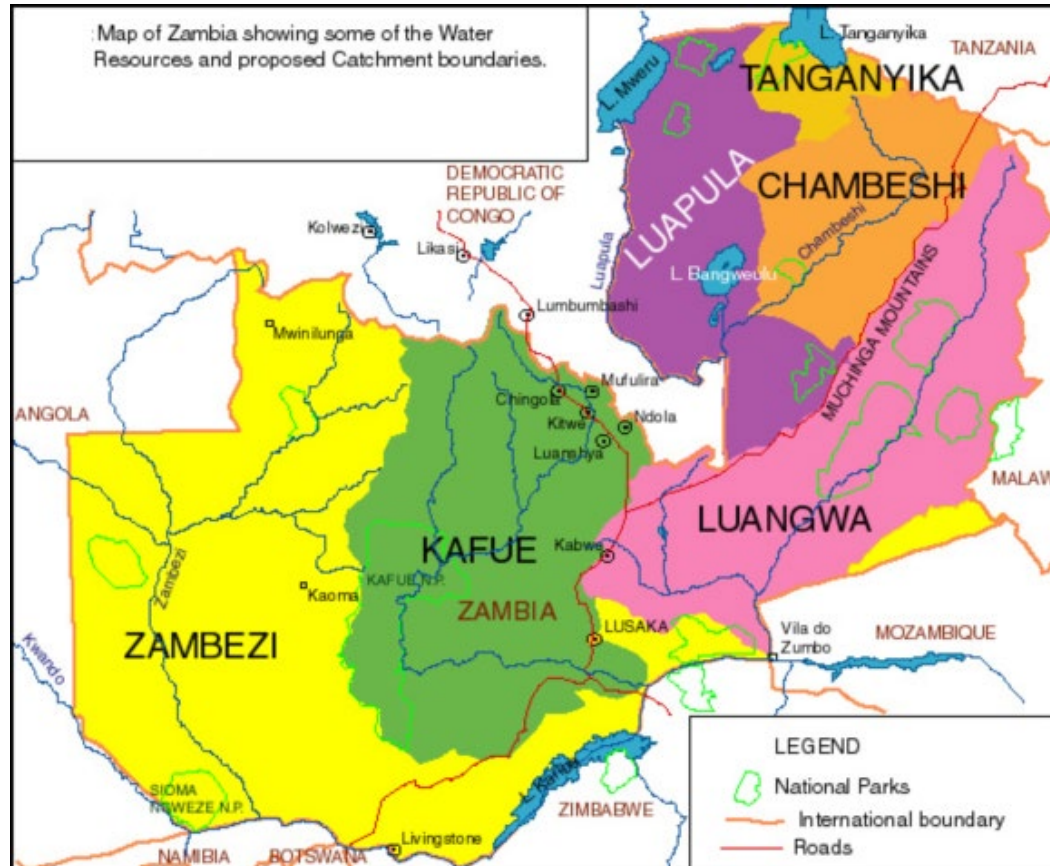 : Map of Zambia showing some of the Water
Resources and proposed Catchment boundaries.
L. Tanganyika
TANZANIA
TANGANYIKA
L. Mweru
LUAPULA
CHAMBESHI
Chambeshi
Luapula
L. Bangweulu
MUCHINGA MOUNTAINS
DEMOCRATIC
REPUBLIC OF
CONGO
Kolwezi
Likasi
Lumbumbashi
Mwinilunga
Mufulira
Chingola
Kitwe
Ndola
Luanshya
ANGOLA
MALAW
LUANGWA
KAFUE
Kabwe
KAFUE N.P.
Kaoma
ZAMBIA
Zambezi
LUSAKA
ZAMBEZI
Kwando
Vila do
Zumbo
MOZAMBIQUE
SIOMA
NGWEZE N.P.
L. Kariba
ZIMBABWE
Livingstone
NAMIBIA
BOTSWANA
LEGEND
National Parks
International boundary
Roads